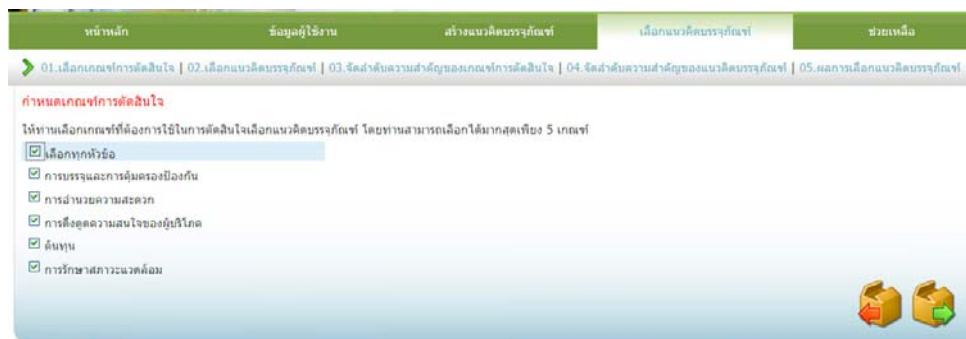 หน้าหลัก ข้อมูลผู้ใช้งาน สร้างแนวคิดบรรจุภัณฑ์ เลือกแนวคิดบรรจุภัณฑ์ ช่วยเหลือ
01.เลือกเกณฑ์การตัดสินใจ | 02.เลือกแนวคิดบรรจุภัณฑ์ | 03.จัดลำดับความสำคัญของเกณฑ์การตัดสินใจ | 04.จัดลำดับความสำคัญของแนวคิดบรรจุภัณฑ์ | 05.ผลการเลือกแนวคิดบรรจุภัณฑ์
กำหนดเกณฑ์การตัดสินใจ
ให้ท่านเลือกเกณฑ์ที่ต้องการใช้ในการตัดสินใจเลือกแนวคิดบรรจุภัณฑ์ โดยท่านสามารถเลือกได้มากสุดเพียง 5 เกณฑ์
เลือกทุกหัวข้อ
การบรรจุและการคุ้มครองป้องกัน
การอำนวยความสะดวก
การดึงดูดความสนใจของผู้บริโภค
ต้นทุน
การรักษาสภาวะแวดล้อม